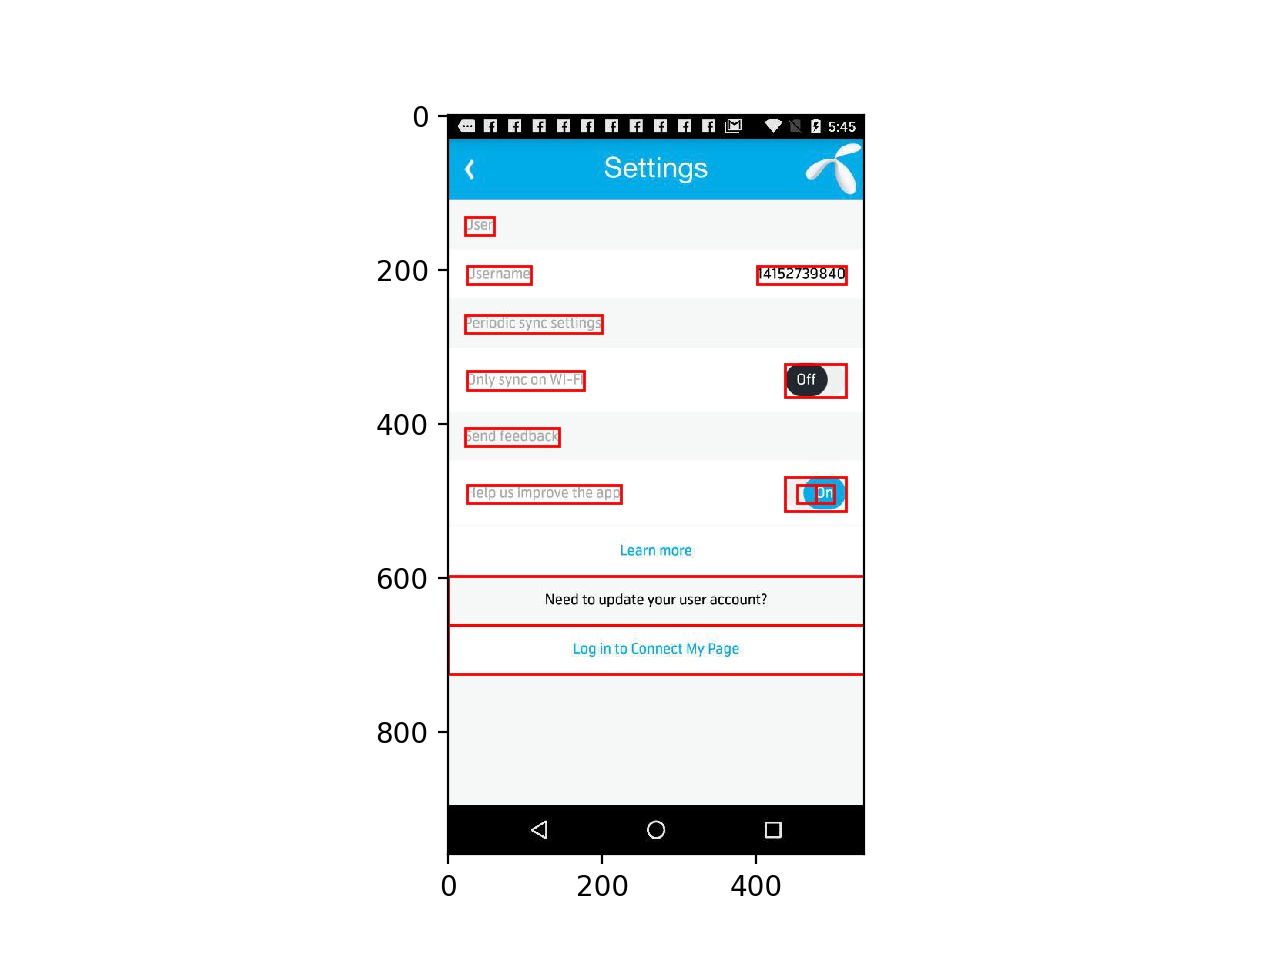 0
5:45
Settings
User
200
Username 14152739840
Periodic sync settings
Only sync on WI-FI Off
400
Send feedback
Help us improve the app On
Learn more
600
Need to update your user account?
Log in to Connect My Page
800
0 200 400